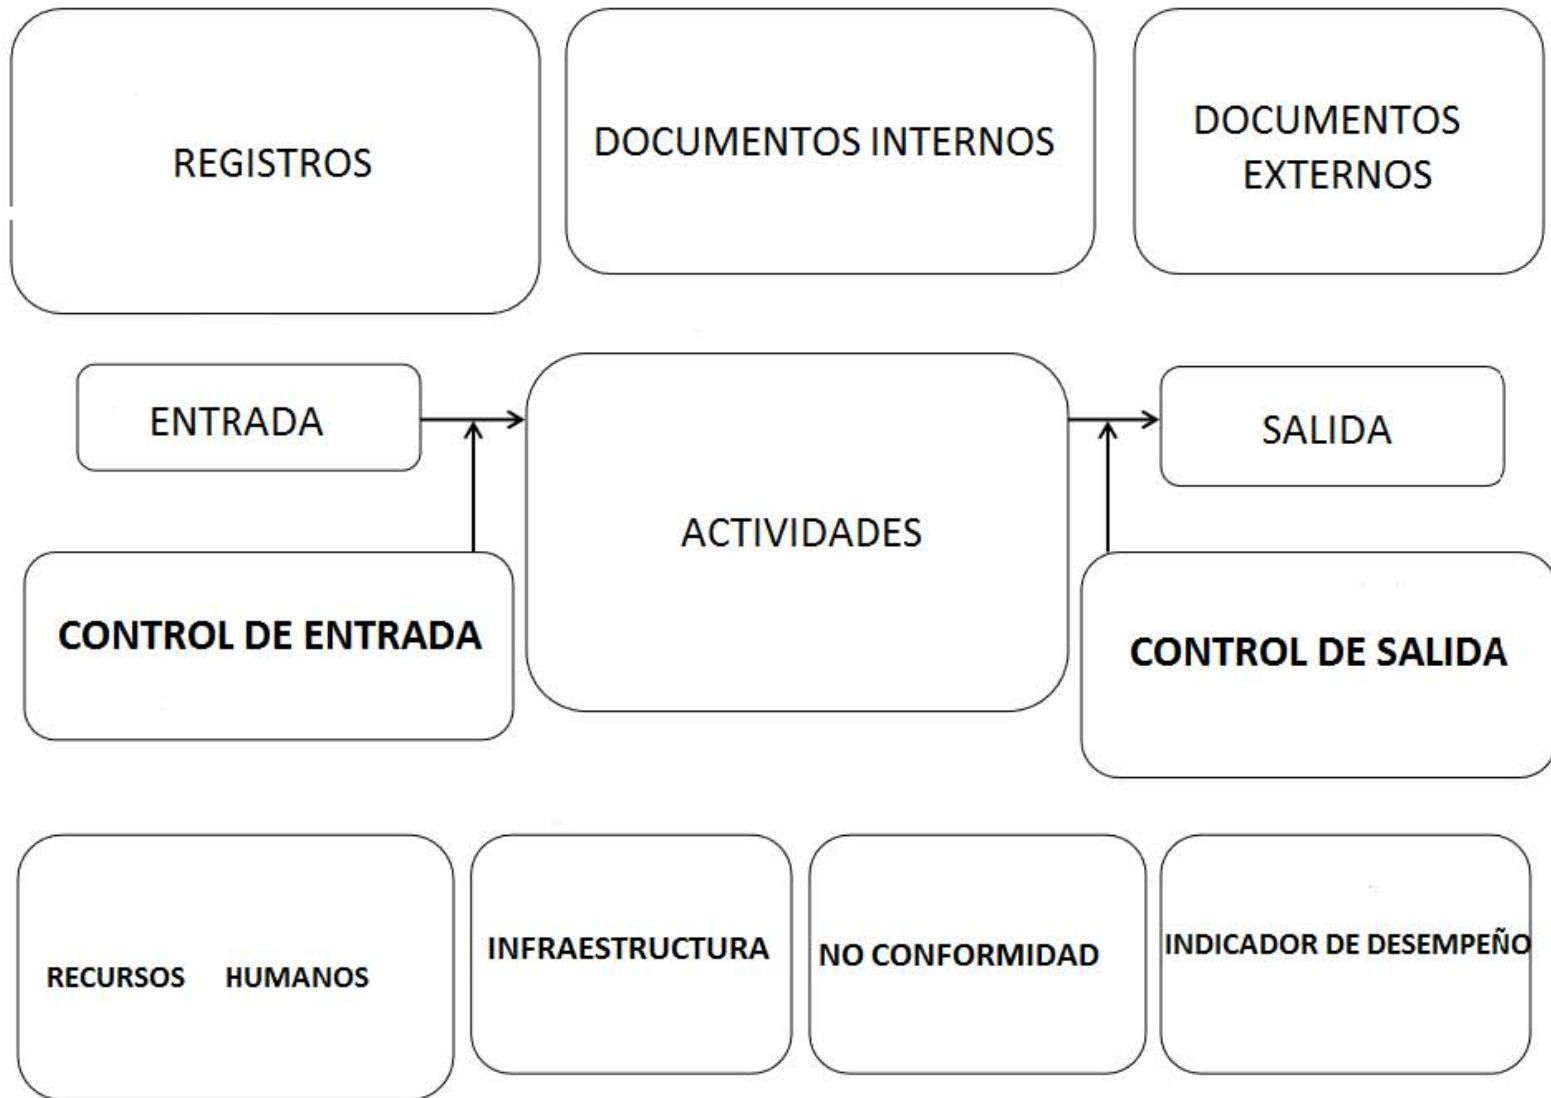 REGISTROS
DOCUMENTOS INTERNOS
DOCUMENTOS
EXTERNOS
ENTRADA
ACTIVIDADES
SALIDA
CONTROL DE ENTRADA
CONTROL DE SALIDA
RECURSOS HUMANOS
INFRAESTRUCTURA
NO CONFORMIDAD
INDICADOR DE DESEMPEÑO